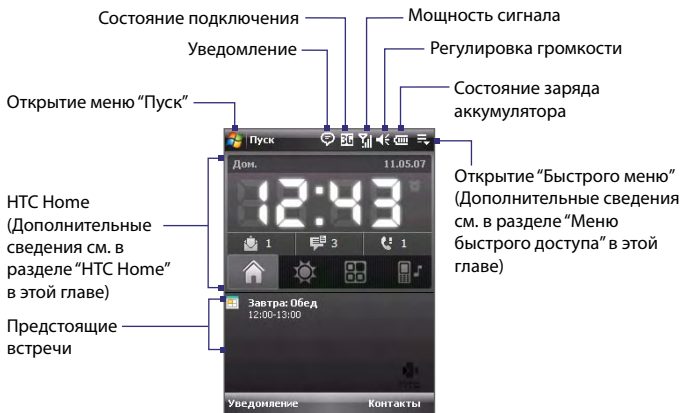 Состояние подключения
Мощность сигнала
Уведомление
Регулировка громкости
Открытие меню “Пуск”
Состояние заряда
аккумулятора
Пуск
3G
Дом.
11.05.07
12:43
1
3
1
Открытие “Быстрого меню”
(Дополнительные сведения
см. в разделе “Меню
быстрого доступа” в этой
главе)
HTC Home
(Дополнительные
сведения см. в
разделе “HTC Home”
в этой главе)
Предстоящие
встречи
Завтра: Обед
12:00-13:00
Уведомление
Контакты